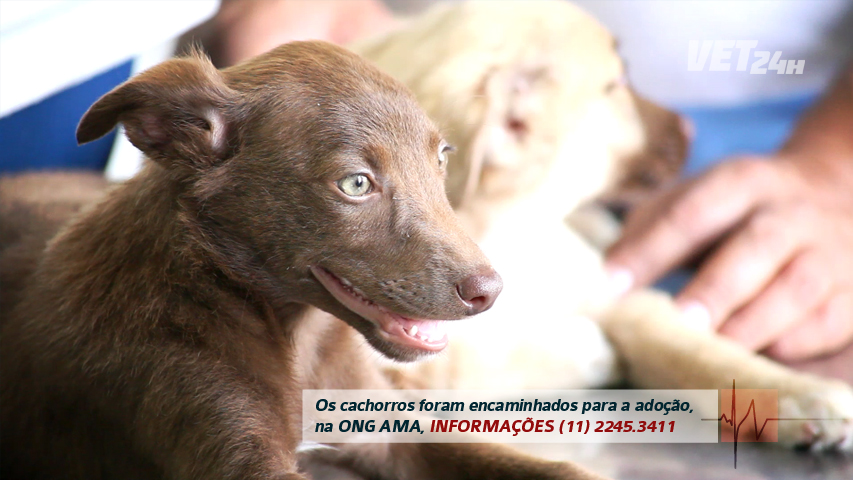 VET24H
Os cachorros foram encaminhados para a adoção,
na ONG AMA, INFORMAÇÕES (11) 2245.3411